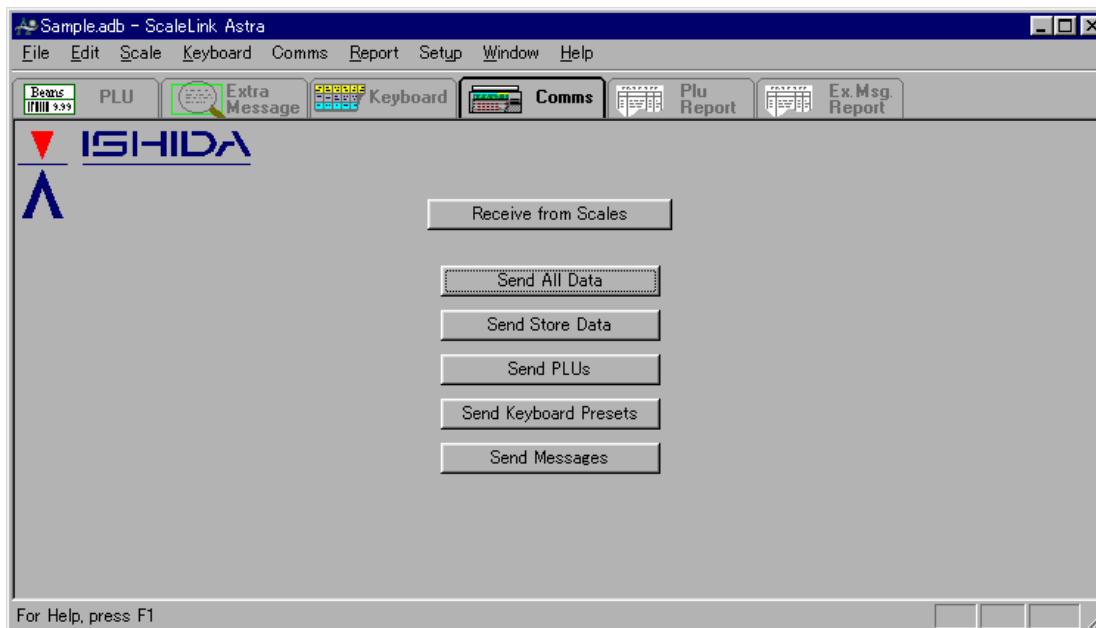 Sample.adb - ScaleLink Astra
File Edit Scale Keyboard Comms Report Setup Window Help
Beans
9.99
PLU
Extra
Message
Keyboard
Comms
Plu
Report
Ex.Msg.
Report
ISHIDA
Receive from Scales
Send All Data
Send Store Data
Send PLUs
Send Keyboard Presets
Send Messages
For Help, press F1